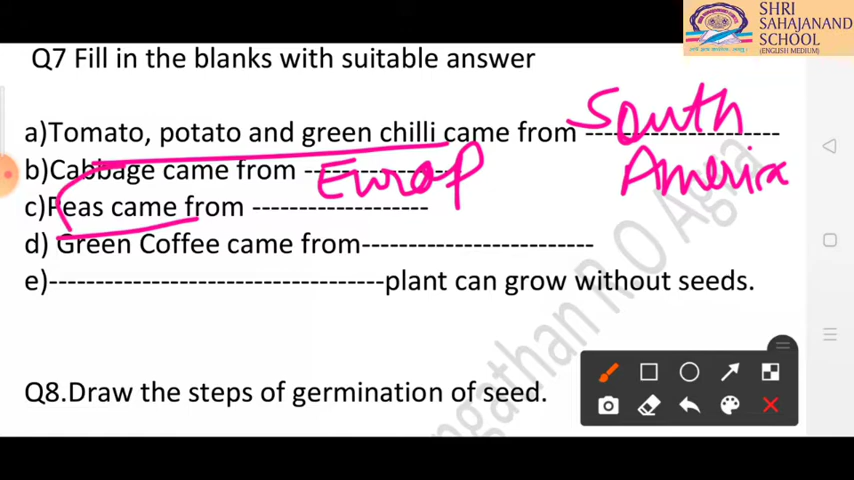 SHRI
SAHAJANAND
SCHOOL
(ENGLISH MEDIUM)
Q7 Fill in the blanks with suitable answer
a)Tomato, potato and green chilli came from --------------------- South America
b)Cabbage came from ---------------- Europ
c)Peas came from -------------------
d) Green Coffee came from-------------------------
e)------------------------------------plant can grow without seeds.
Q8.Draw the steps of germination of seed.